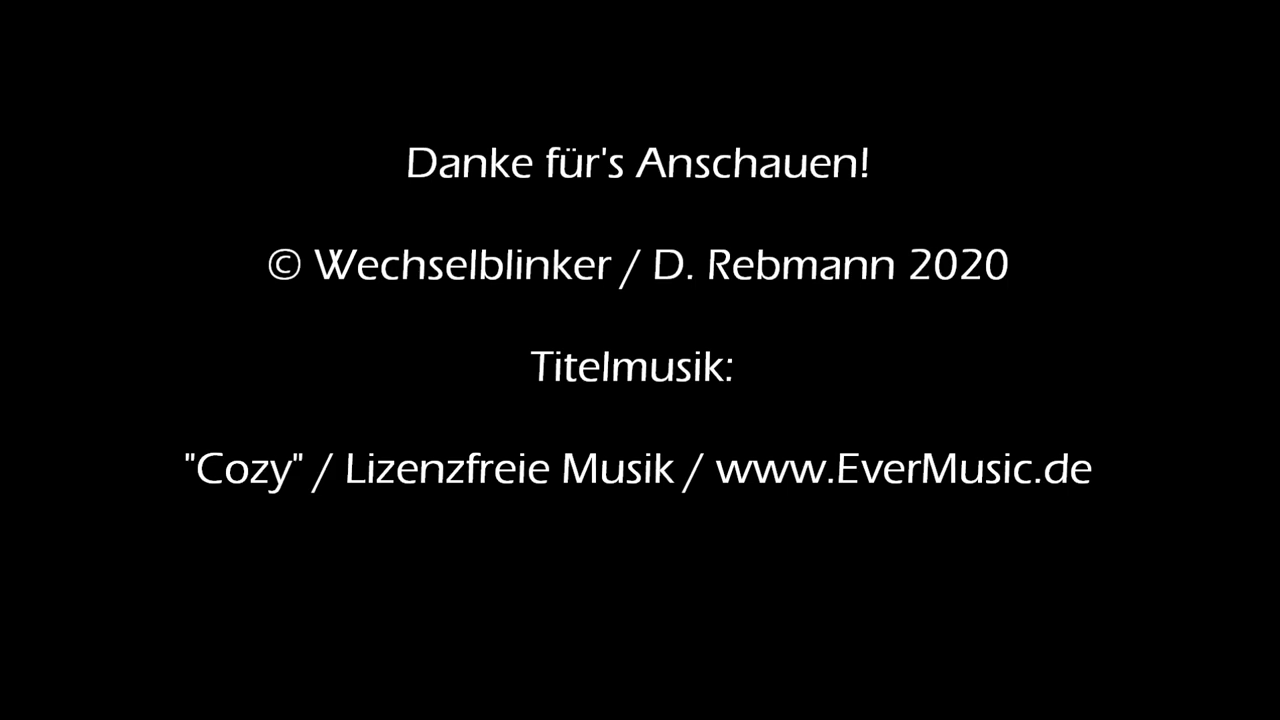 Danke für's Anschauen!
© Wechselblinker / D. Rebmann 2020
Titelmusik:
"Cozy" / Lizenzfreie Musik / www.EverMusic.de